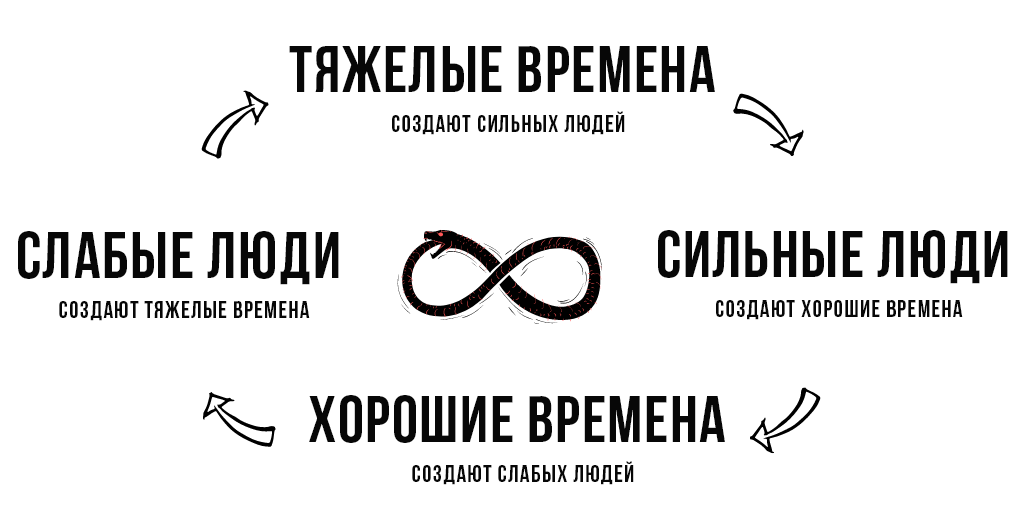 ТЯЖЕЛЫЕ ВРЕМЕНА
СОЗДАЮТ СИЛЬНЫХ ЛЮДЕЙ
СИЛЬНЫЕ ЛЮДИ
СОЗДАЮТ ХОРОШИЕ ВРЕМЕНА
ХОРОШИЕ ВРЕМЕНА
СОЗДАЮТ СЛАБЫХ ЛЮДЕЙ
СЛАБЫЕ ЛЮДИ
СОЗДАЮТ ТЯЖЕЛЫЕ ВРЕМЕНА